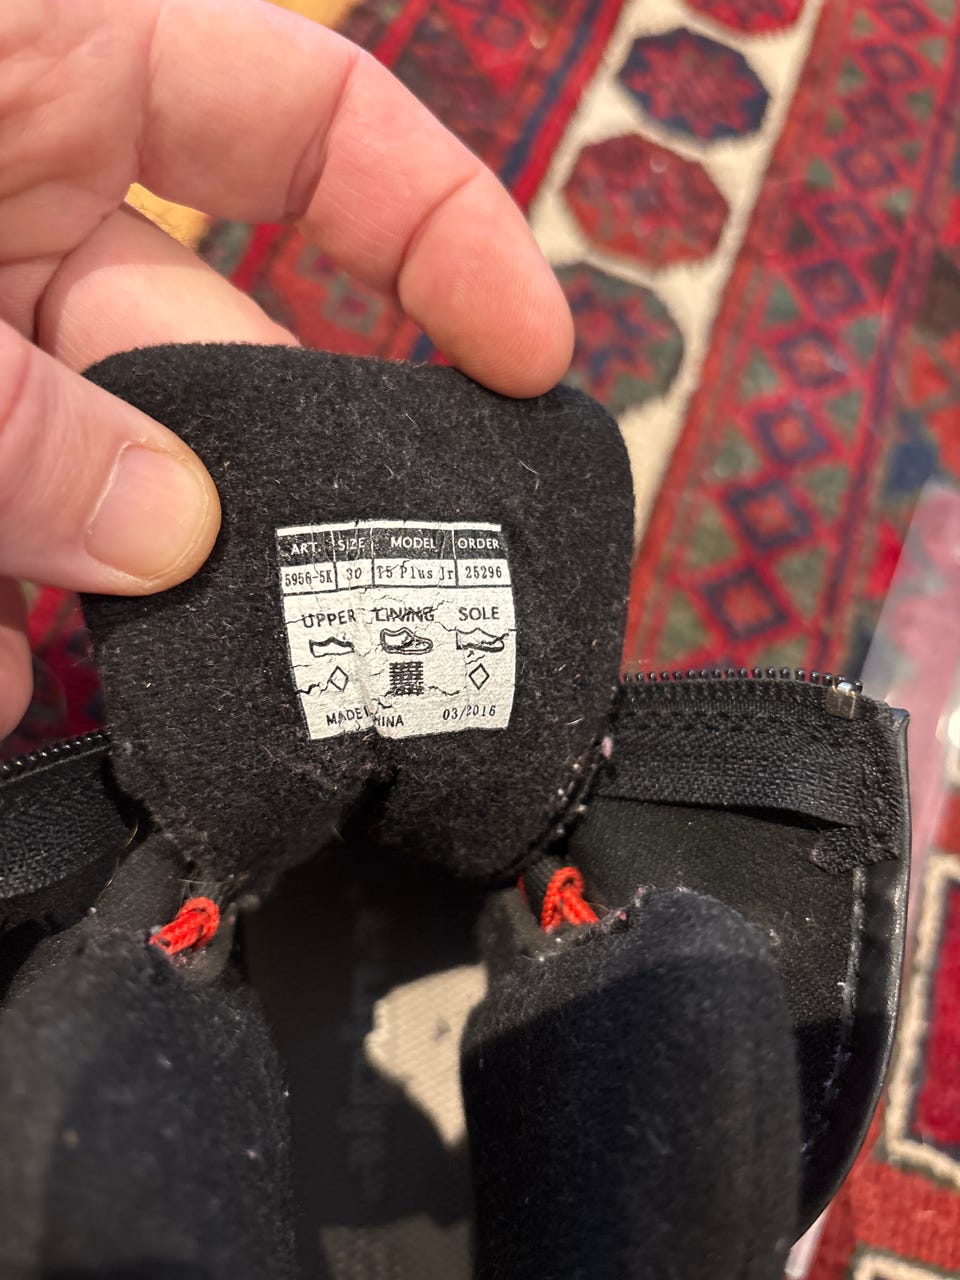 ART. SIZE MODEL ORDER
5956-5K 30 T5 Plus Jr 25296
UPPER LINING SOLE
MADE 03/2016